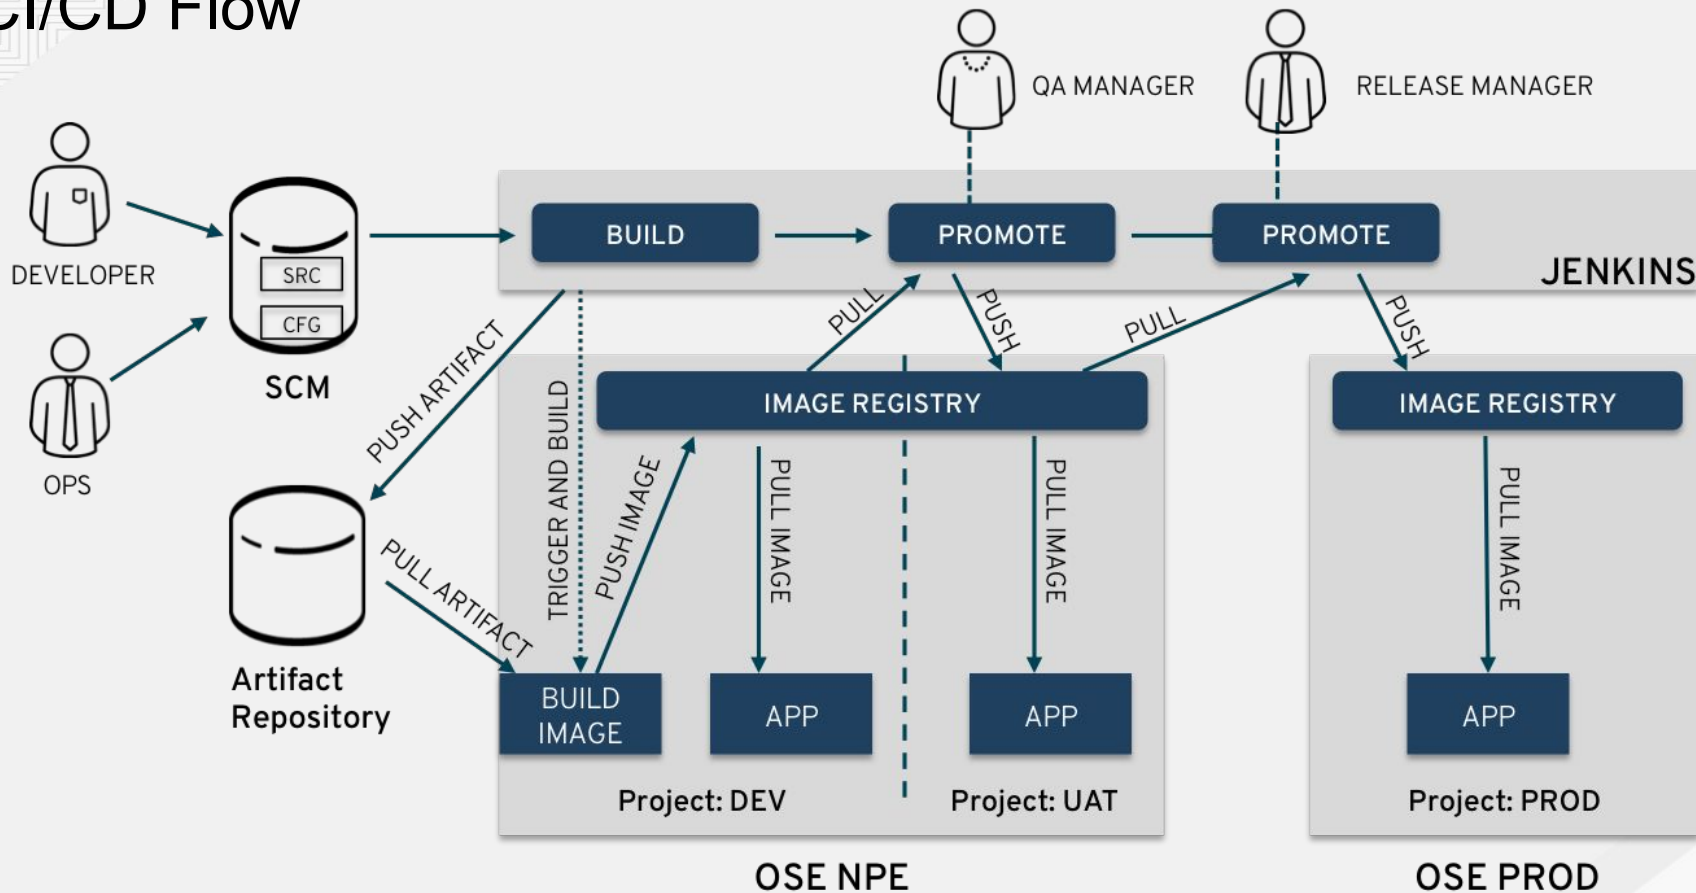 CI/CD Flow
QA MANAGER
RELEASE MANAGER
DEVELOPER
SRC
CFG
SCM
OPS
BUILD
PROMOTE
PROMOTE
JENKINS
PUSH ARTIFACT
TRIGGER AND BUILD
PULL
PUSH
PULL
PUSH
IMAGE REGISTRY
IMAGE REGISTRY
PUSH IMAGE
PULL IMAGE
PULL IMAGE
PULL IMAGE
PULL ARTIFACT
Artifact
Repository
BUILD
IMAGE
APP
APP
APP
Project: DEV
Project: UAT
Project: PROD
OSE NPE
OSE PROD